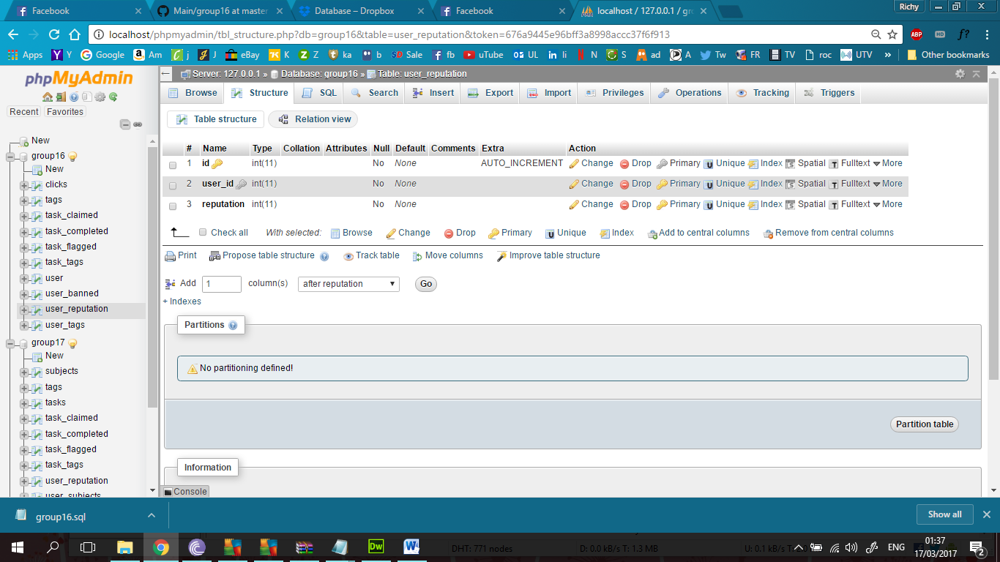 Facebook
Main/group16 at master
Database – Dropbox
Facebook
localhost / 127.0.0.1 / gro
Richy
localhost/phpmyadmin/tbl_structure.php?db=group16&table=user_reputation&token=676a9445e96bff3a8998accc37f6f913
ABP
HD
f?
Apps Y Google Am j J eBay K Z ka b Sale fb uTube UL li N S ad A Tw FR TV roc UTV » Other bookmarks
phpMyAdmin
Recent Favorites
New
group16
New
clicks
tags
task_claimed
task_completed
task_flagged
task_tags
user
user_banned
user_reputation
user_tags
group17
New
subjects
tags
tasks
task_claimed
task_completed
task_flagged
task_tags
user_reputation
user_subjects
Server: 127.0.0.1 » Database: group16 » Table: user_reputation
Browse Structure SQL Search Insert Export Import Privileges Operations Tracking Triggers
Table structure Relation view
# Name Type Collation Attributes Null Default Comments Extra Action
1 id int(11) No None AUTO_INCREMENT Change Drop Primary Unique Index Spatial Fulltext More
2 user_id int(11) No None Change Drop Primary Unique Index Spatial Fulltext More
3 reputation int(11) No None Change Drop Primary Unique Index Spatial Fulltext More
Check all With selected: Browse Change Drop Primary Unique Index Add to central columns Remove from central columns
Print Propose table structure Track table Move columns Improve table structure
Add 1 column(s) after reputation Go
+ Indexes
Partitions
No partitioning defined!
Partition table
Information
Console
group16.sql
Show all
Dw
W
DHT: 771 nodes D: 0.0 kB/s T: 1.3 MB
ENG
01:37
17/03/2017
2